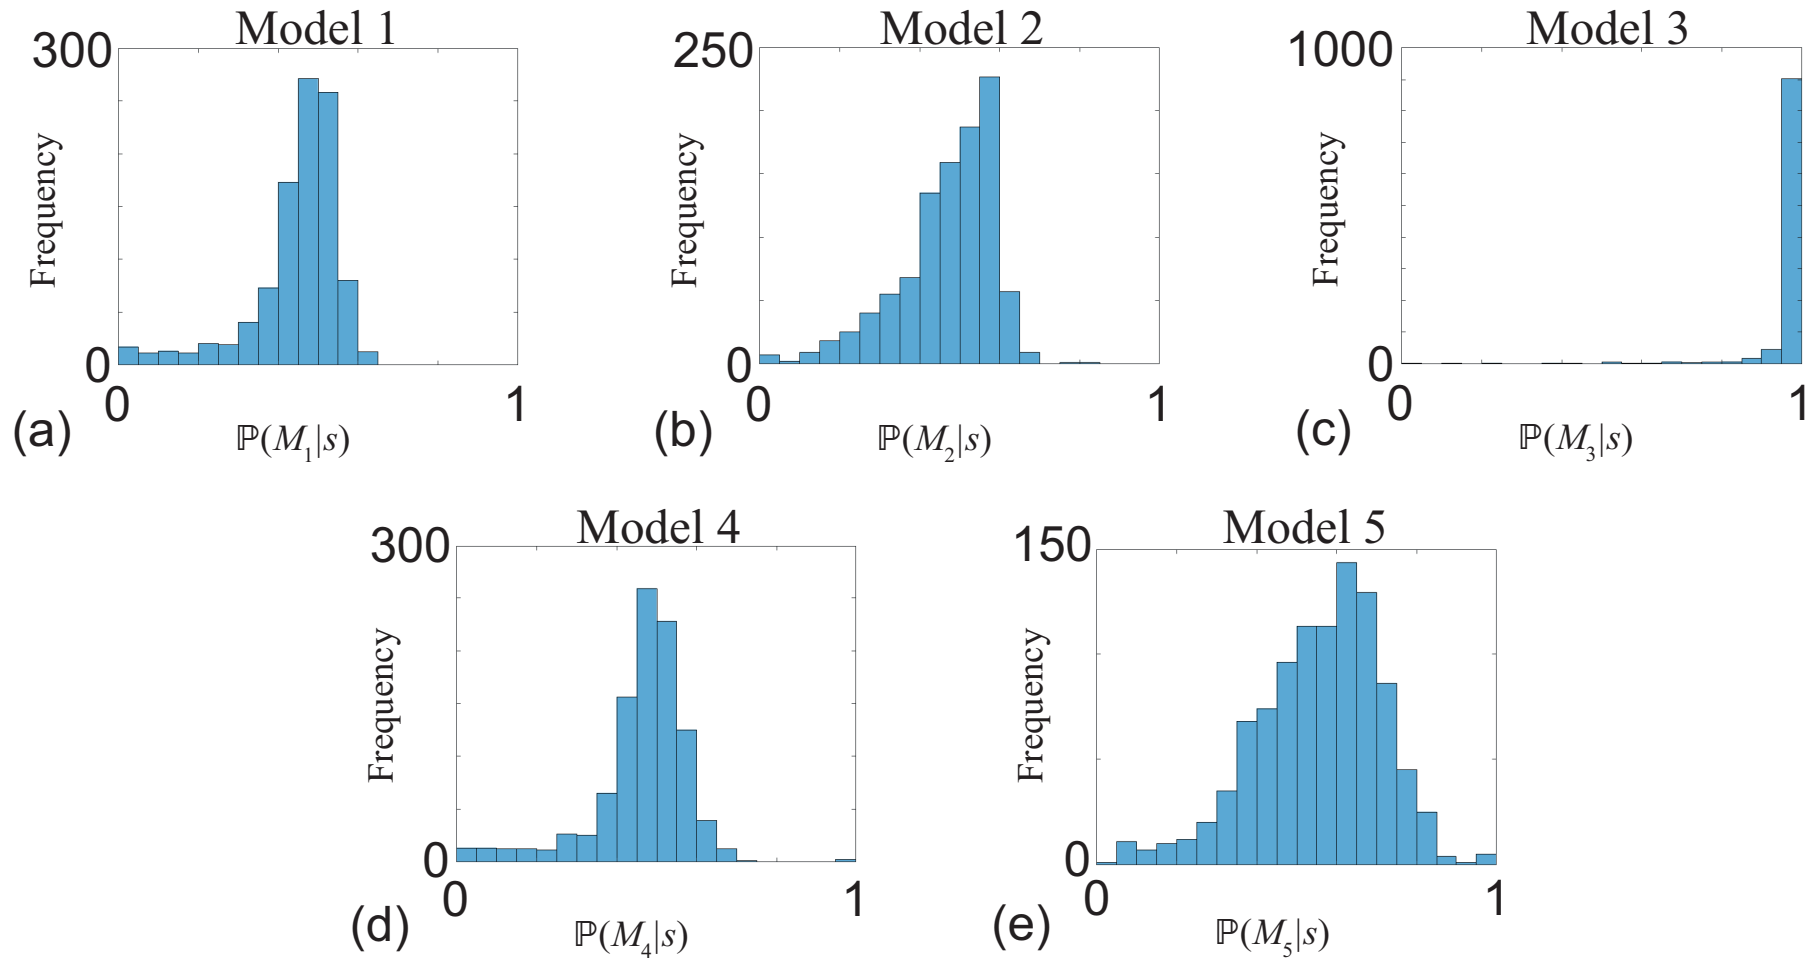 Model 1
300
Frequency
0
0 1
(a)
ℙ(M₁|s)
Model 2
250
Frequency
0
0 1
(b)
ℙ(M₂|s)
Model 3
1000
Frequency
0
0 1
(c)
ℙ(M₃|s)
Model 4
300
Frequency
0
0 1
(d)
ℙ(M₄|s)
Model 5
150
Frequency
0
0 1
(e)
ℙ(M₅|s)